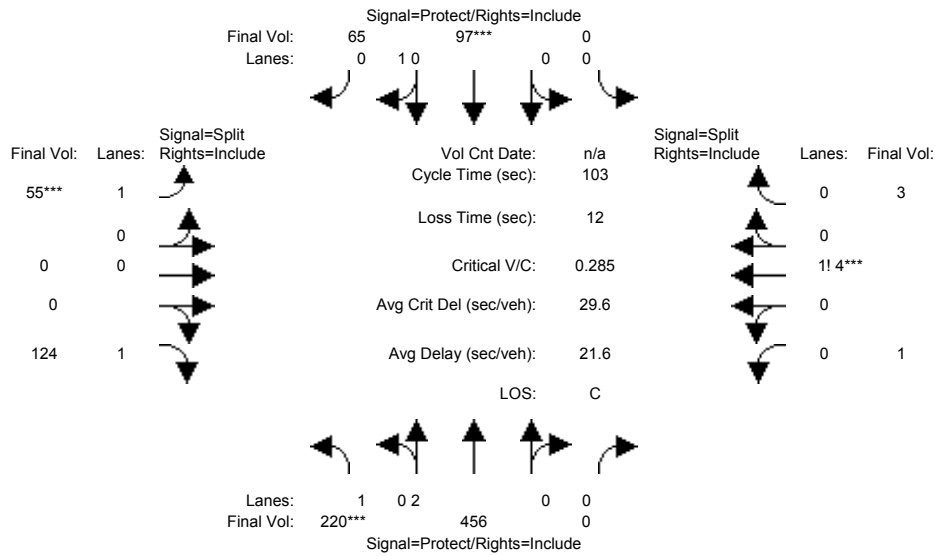 Signal=Protect/Rights=Include
Final Vol: 65 97*** 0
Lanes: 0 1 0 0 0
Signal=Split
Final Vol: Lanes: Rights=Include Vol Cnt Date: n/a
Signal=Split
Rights=Include Lanes: Final Vol:
Cycle Time (sec): 103
55*** 1 0 3
Loss Time (sec): 12
0 0
0 0 Critical V/C: 0.285 1! 4***
0 Avg Crit Del (sec/veh): 29.6 0
124 1 Avg Delay (sec/veh): 21.6 0 1
LOS: C
Lanes: 1 0 2 0 0
Final Vol: 220*** 456 0
Signal=Protect/Rights=Include